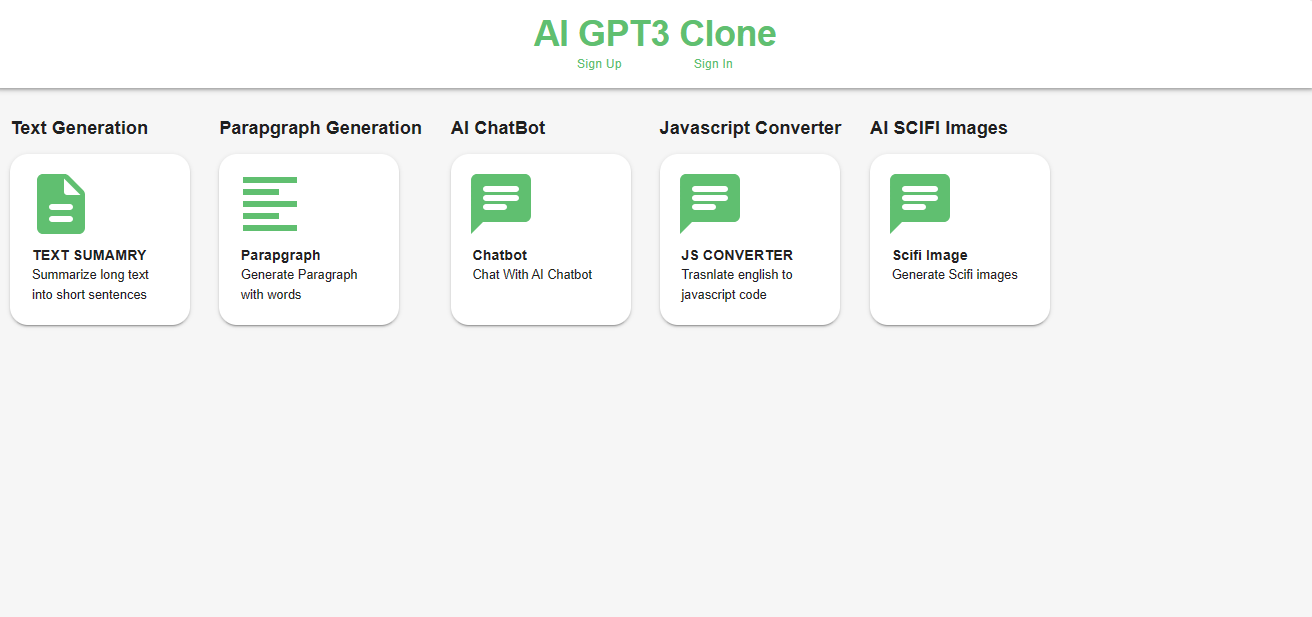 AI GPT3 Clone
Sign Up Sign In
Text Generation
TEXT SUMAMRY
Summarize long text
into short sentences
Parapgraph Generation
Parapgraph
Generate Paragraph
with words
AI ChatBot
Chatbot
Chat With AI Chatbot
Javascript Converter
JS CONVERTER
Trasnlate english to
javascript code
AI SCIFI Images
Scifi Image
Generate Scifi images